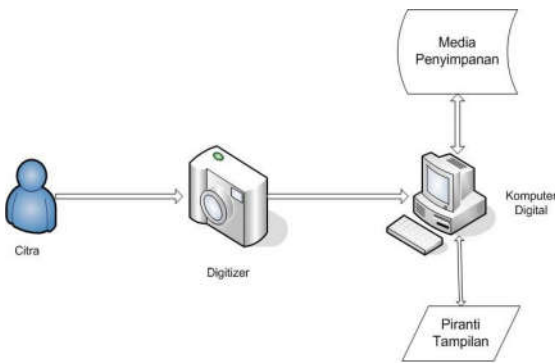 Media
Penyimpanan
Citra
Digitizer
Komputer
Digital
Piranti
Tampilan